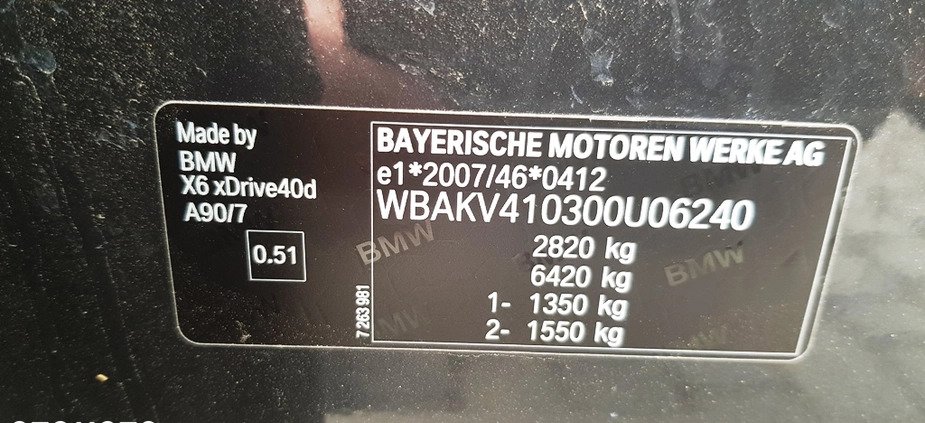 Made by
BMW
X6 xDrive40d
A90/7
0.51
7 263 981
BAYERISCHE MOTOREN WERKE AG
e1*2007/46*0412
WBAKV410300U06240
2820 kg
6420 kg
1- 1350 kg
2- 1550 kg
BMW
BMW